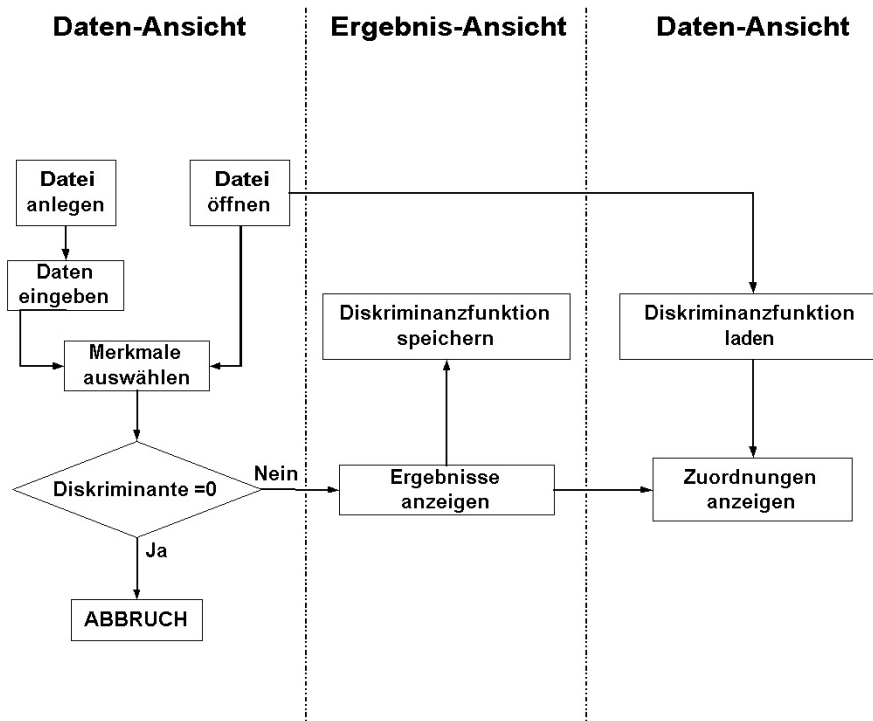 Daten-Ansicht
Ergebnis-Ansicht
Daten-Ansicht
Datei
anlegen
Datei
öffnen
Daten
eingeben
Diskriminanzfunktion
speichern
Diskriminanzfunktion
laden
Merkmale
auswählen
Diskriminante =0
Nein
Ergebnisse
anzeigen
Zuordnungen
anzeigen
Ja
ABBRUCH